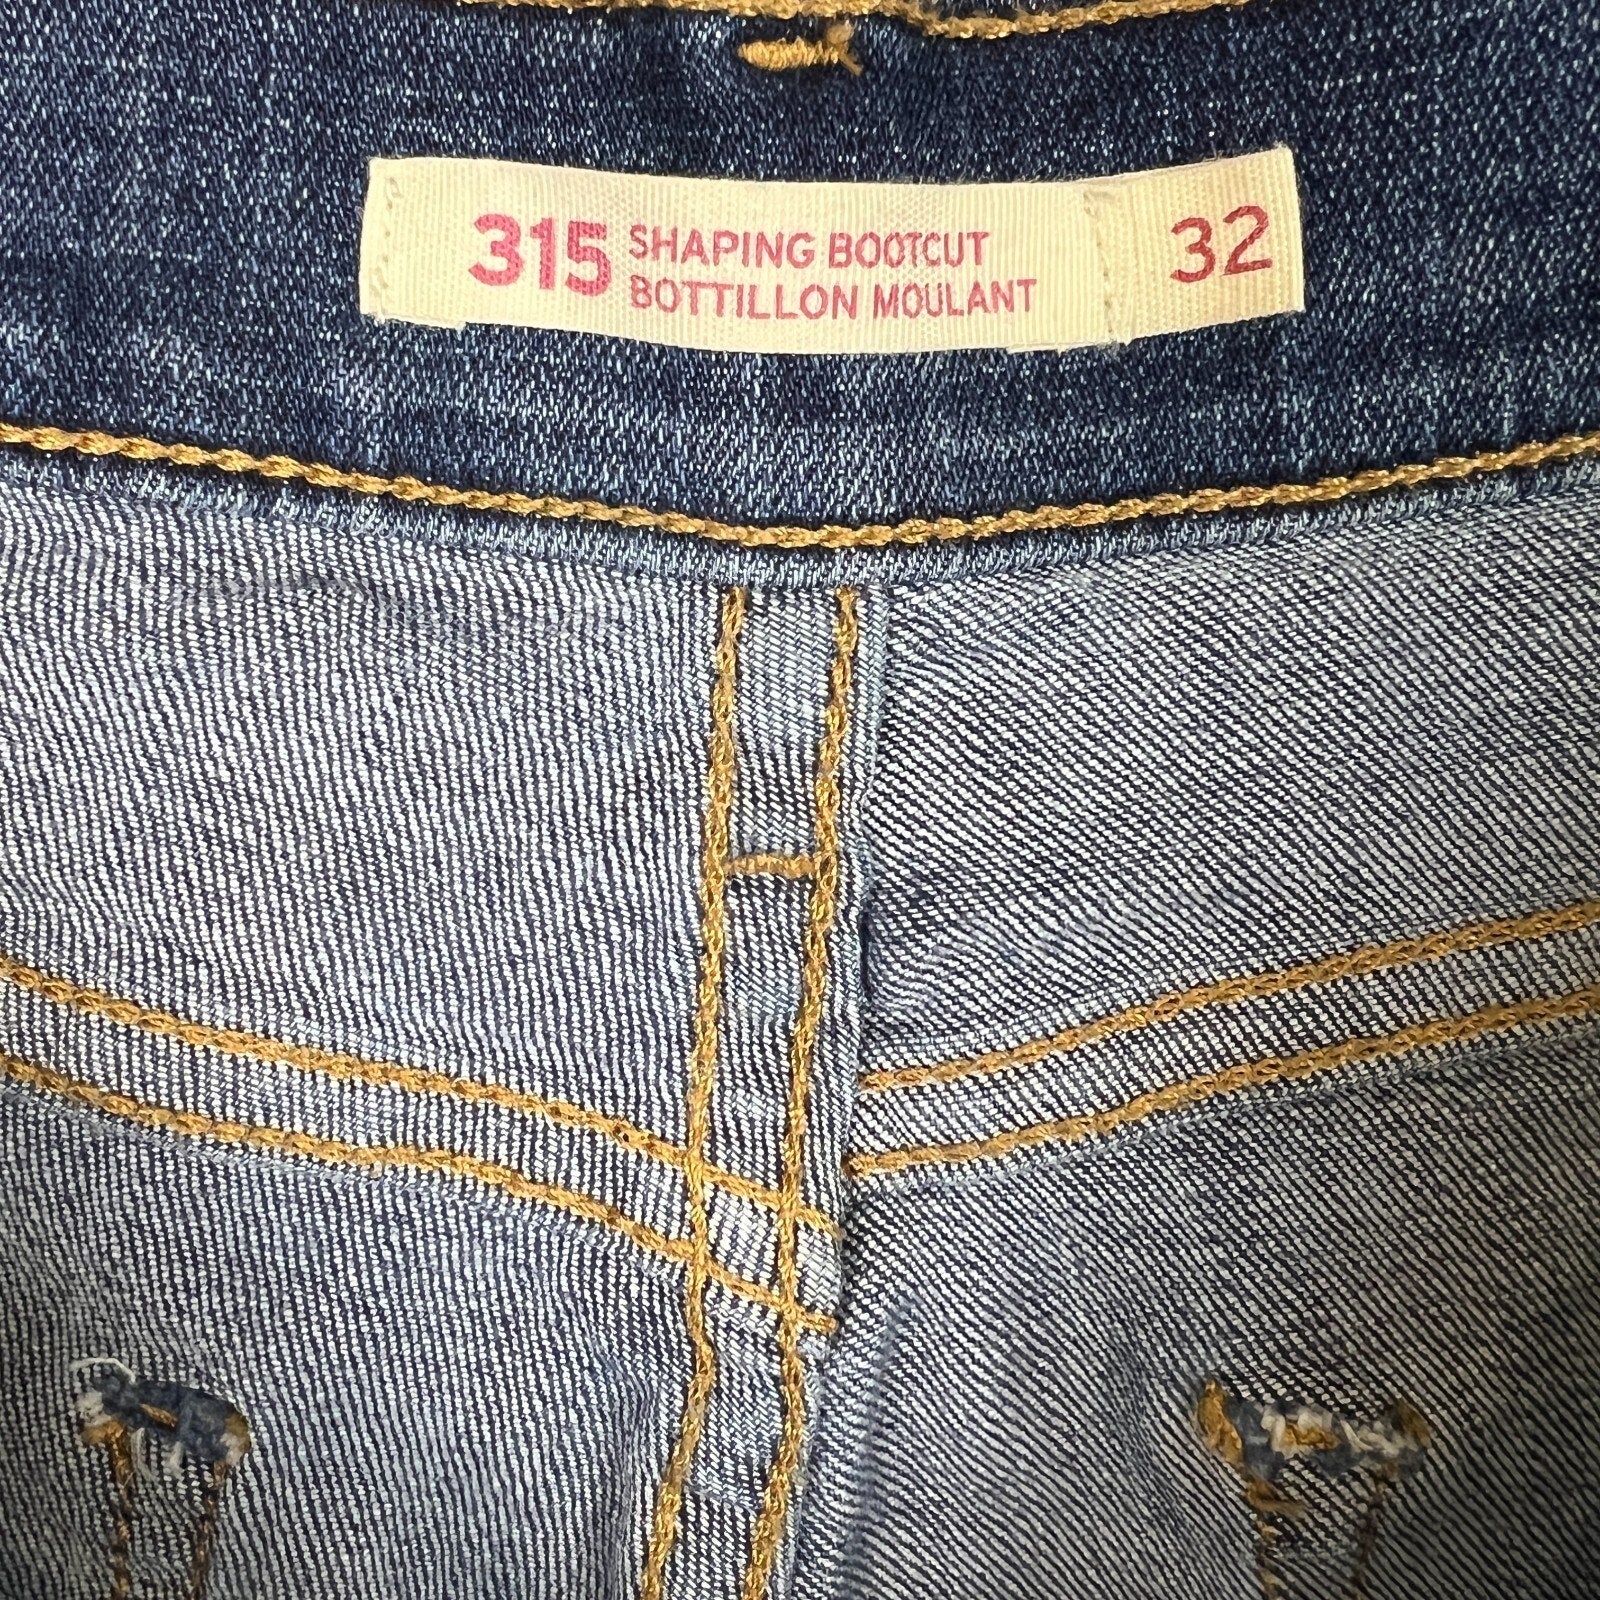 315 SHAPING BOOTCUT 32
BOTTILLON MOULANT